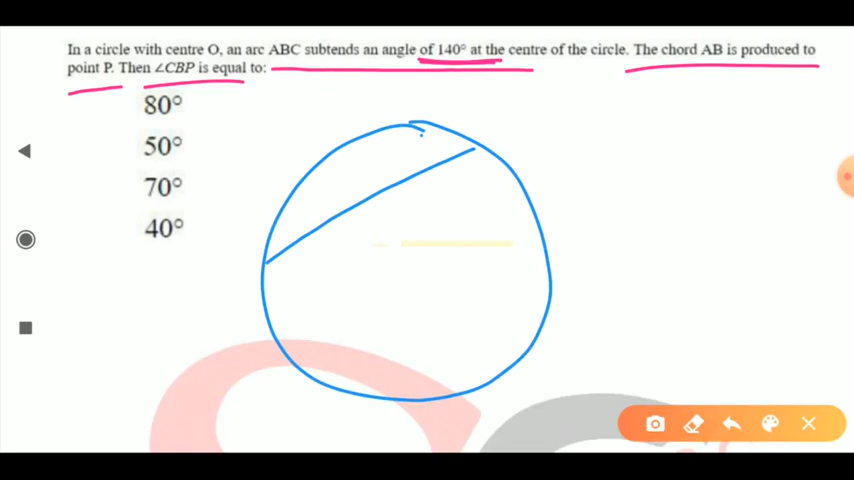 In a circle with centre O, an arc ABC subtends an angle of 140° at the centre of the circle. The chord AB is produced to
point P. Then ∠CBP is equal to:
80°
50°
70°
40°